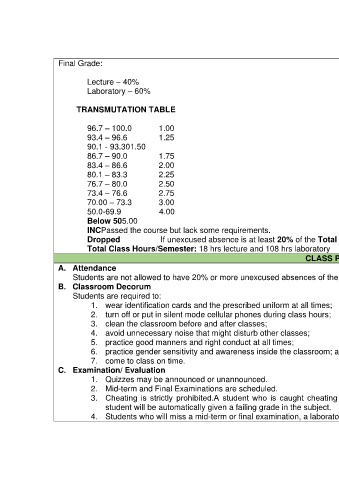 Final Grade:
Lecture – 40%
Laboratory – 60%
TRANSMUTATION TABLE
96.7 – 100.0 1.00
93.4 – 96.6 1.25
90.1 - 93.301.50
86.7 – 90.0 1.75
83.4 – 86.6 2.00
80.1 – 83.3 2.25
76.7 – 80.0 2.50
73.4 – 76.6 2.75
70.00 – 73.3 3.00
50.0-69.9 4.00
Below 505.00
INCPassed the course but lack some requirements.
Dropped If unexcused absence is at least 20% of the Total
Total Class Hours/Semester: 18 hrs lecture and 108 hrs laboratory
CLASS P
A. Attendance
Students are not allowed to have 20% or more unexcused absences of the
B. Classroom Decorum
Students are required to:
1. wear identification cards and the prescribed uniform at all times;
2. turn off or put in silent mode cellular phones during class hours;
3. clean the classroom before and after classes;
4. avoid unnecessary noise that might disturb other classes;
5. practice good manners and right conduct at all times;
6. practice gender sensitivity and awareness inside the classroom; a
7. come to class on time.
C. Examination/ Evaluation
1. Quizzes may be announced or unannounced.
2. Mid-term and Final Examinations are scheduled.
3. Cheating is strictly prohibited.A student who is caught cheating
student will be automatically given a failing grade in the subject.
4. Students who will miss a mid-term or final examination, a laborato